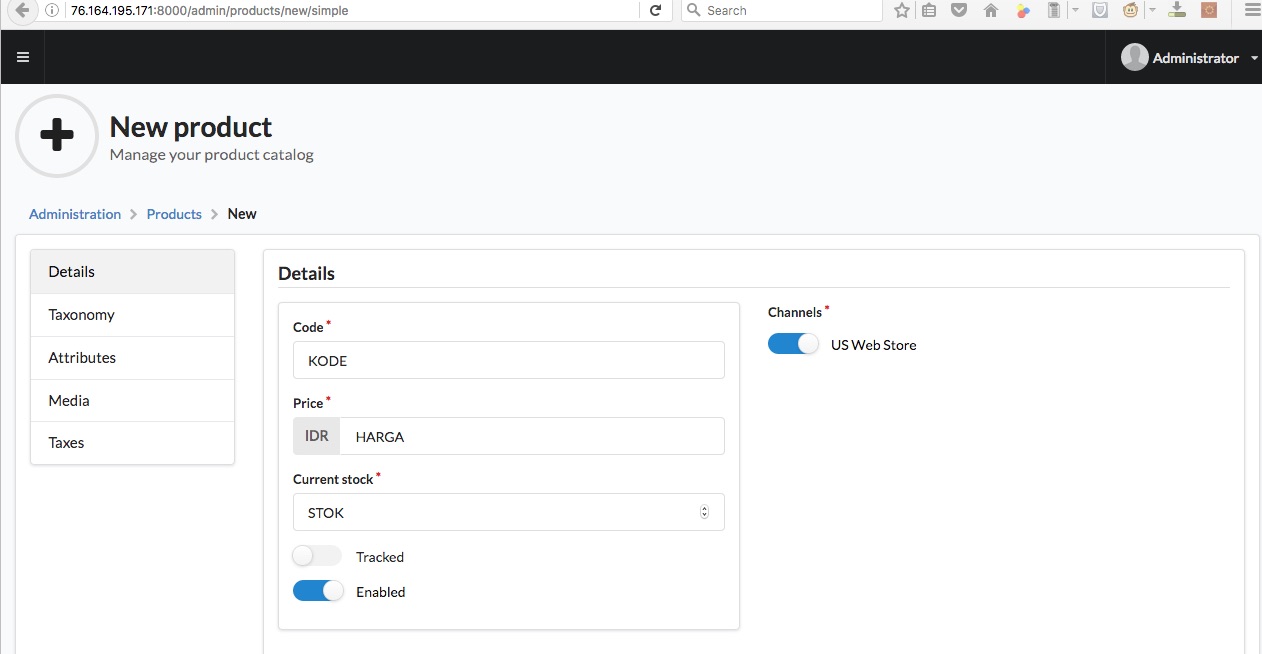 76.164.195.171:8000/admin/products/new/simple
Search
Administrator
New product
Manage your product catalog
Administration > Products > New
Details
Taxonomy
Attributes
Media
Taxes
Details
Code *
KODE
Price *
IDR HARGA
Current stock *
STOK
Tracked
Enabled
Channels *
US Web Store